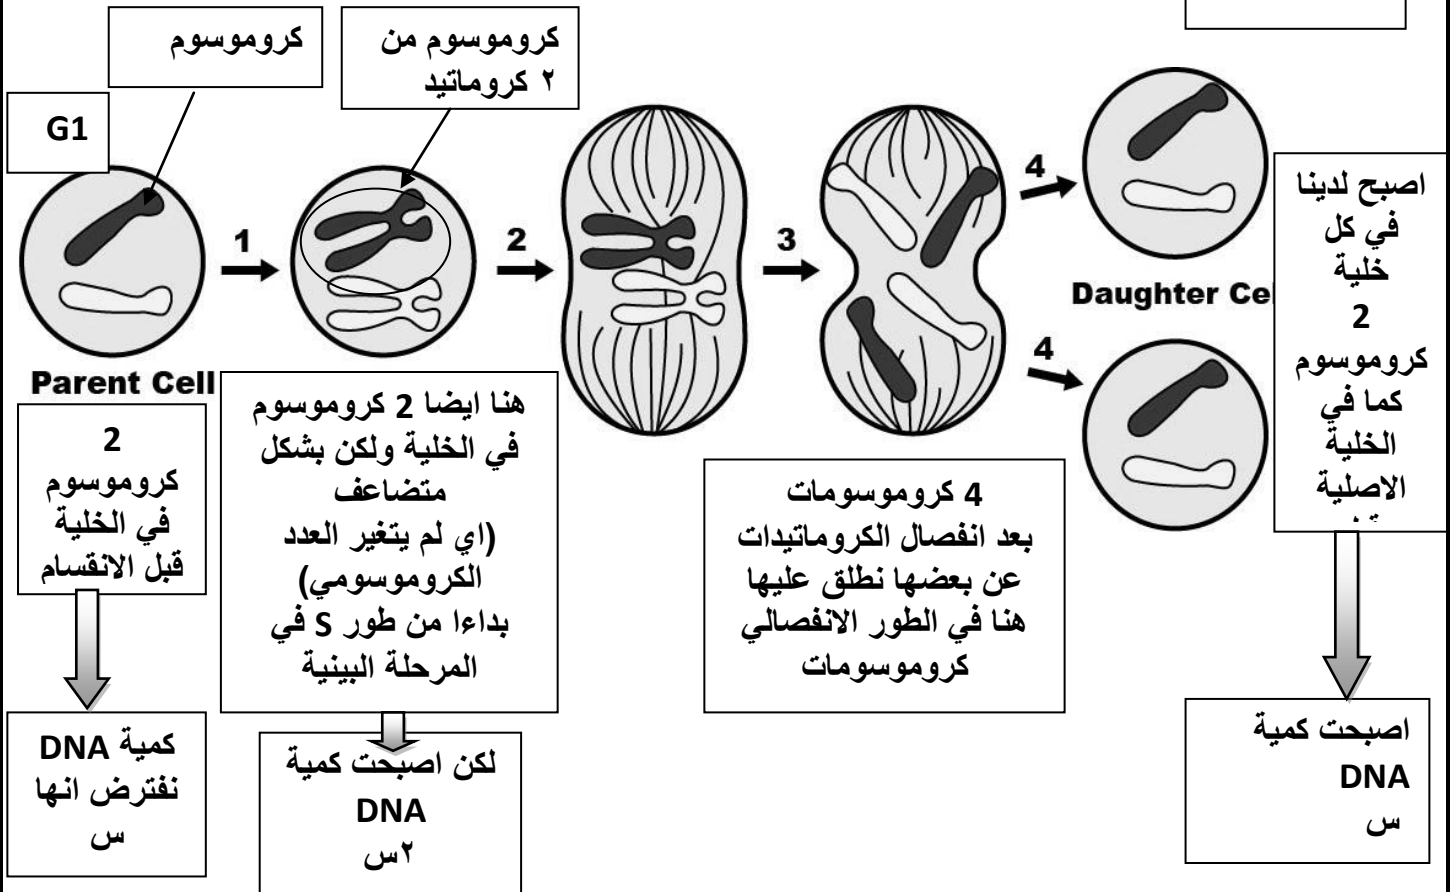 كروموسوم
كروموسوم من
٢ كروماتيد
G1
1
2
3
4
4
Parent Cell
Daughter Ce
2
كروموسوم
في الخلية
قبل الانقسام
هنا ايضا 2 كروموسوم
في الخلية ولكن بشكل
متضاعف
(اي لم يتغير العدد
الكروموسومي)
بداءا من طور S في
المرحلة البينية
4 كروموسومات
بعد انفصال الكروماتيدات
عن بعضها نطلق عليها
هنا في الطور الانفصالي
كروموسومات
اصبح لدينا
في كل
خلية
2
كروموسوم
كما في
الخلية
الاصلية
كمية DNA
نفترض انها
س
لكن اصبحت كمية
DNA
٢س
اصبحت كمية
DNA
س